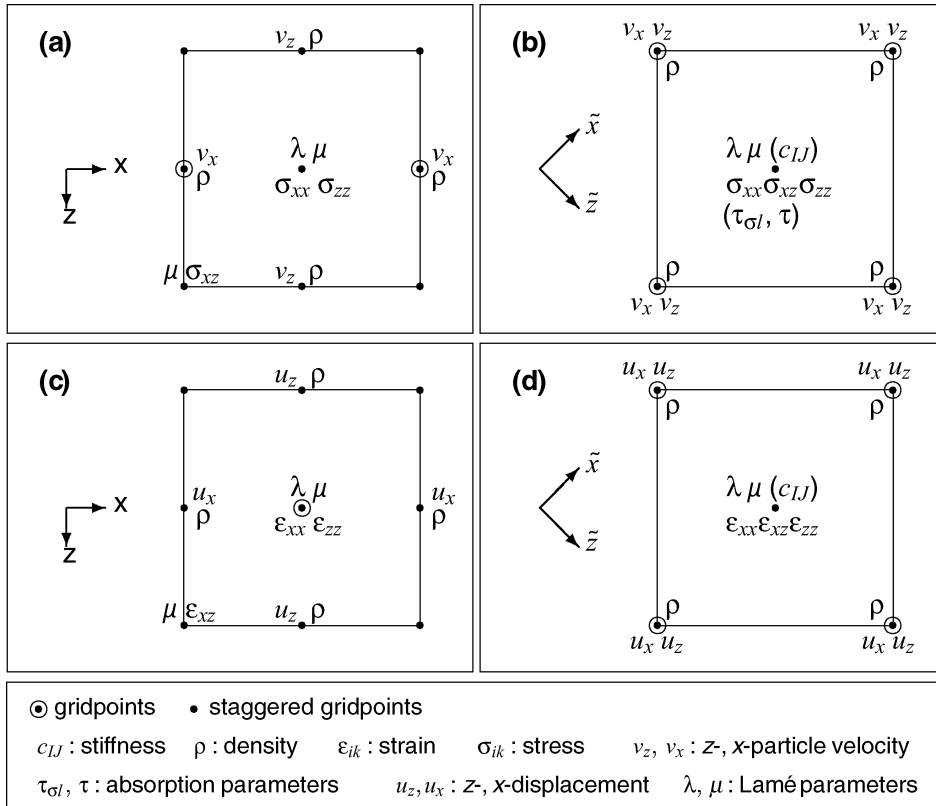 (a)
v_z ρ
λ μ
v_x
ρ
v_x
ρ
σ_xx σ_zz
x
z
μ σ_xz
v_z ρ
(b)
v_x v_z
ρ
v_x v_z
ρ
x̃
z̃
λ μ (c_IJ)
σ_xx σ_xz σ_zz
(τ_σl, τ)
ρ
v_x v_z
ρ
v_x v_z
(c)
u_z ρ
λ μ
u_x
ρ
u_x
ρ
ε_xx ε_zz
x
z
μ ε_xz
u_z ρ
(d)
u_x u_z
ρ
u_x u_z
ρ
x̃
z̃
λ μ (c_IJ)
ε_xx ε_xz ε_zz
ρ
u_x u_z
ρ
u_x u_z
gridpoints staggered gridpoints
c_IJ : stiffness ρ : density ε_ik : strain σ_ik : stress v_z, v_x : z-, x-particle velocity
τ_σl, τ : absorption parameters u_z, u_x : z-, x-displacement λ, μ : Lamé parameters